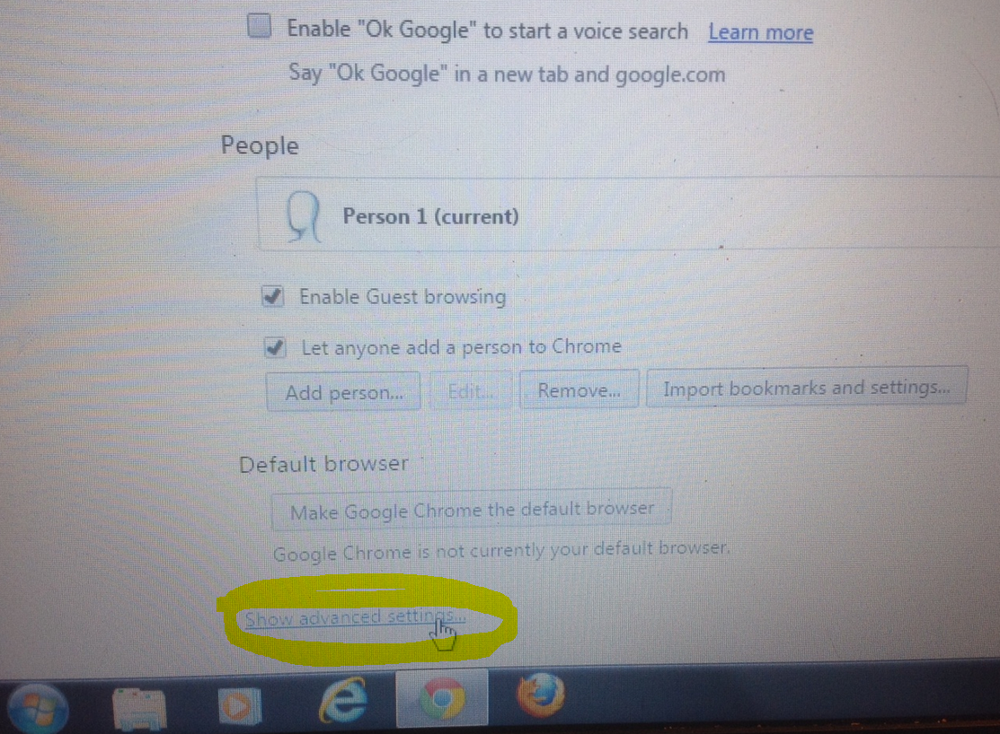 Enable "Ok Google" to start a voice search Learn more
Say "Ok Google" in a new tab and google.com
People
Person 1 (current)
Enable Guest browsing
Let anyone add a person to Chrome
Add person... Edit... Remove... Import bookmarks and settings...
Default browser
Make Google Chrome the default browser
Google Chrome is not currently your default browser.
Show advanced settings...